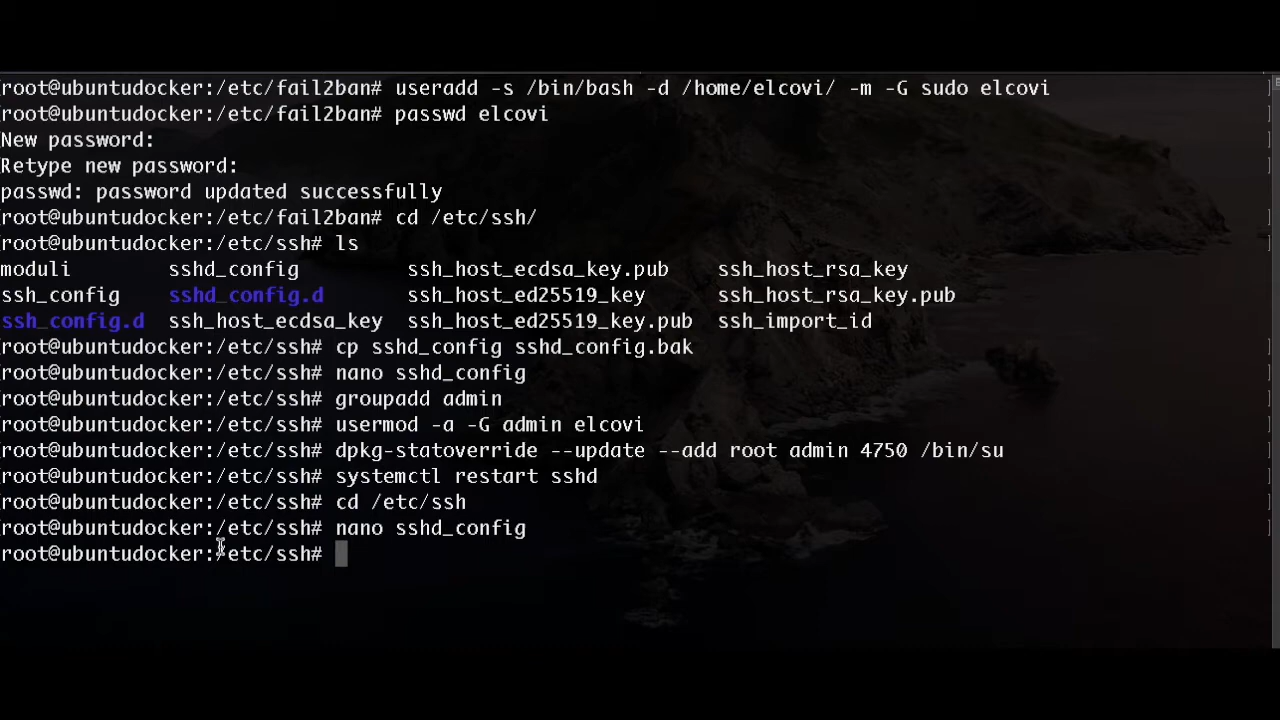 [root@ubuntudocker:/etc/fail2ban# useradd -s /bin/bash -d /home/elcovi/ -m -G sudo elcovi ]
[root@ubuntudocker:/etc/fail2ban# passwd elcovi ]
[New password: ]
[Retype new password: ]
passwd: password updated successfully
[root@ubuntudocker:/etc/fail2ban# cd /etc/ssh/ ]
[root@ubuntudocker:/etc/ssh# ls ]
moduli sshd_config ssh_host_ecdsa_key.pub ssh_host_rsa_key
ssh_config sshd_config.d ssh_host_ed25519_key ssh_host_rsa_key.pub
ssh_config.d ssh_host_ecdsa_key ssh_host_ed25519_key.pub ssh_import_id
[root@ubuntudocker:/etc/ssh# cp sshd_config sshd_config.bak ]
[root@ubuntudocker:/etc/ssh# nano sshd_config ]
[root@ubuntudocker:/etc/ssh# groupadd admin ]
[root@ubuntudocker:/etc/ssh# usermod -a -G admin elcovi ]
[root@ubuntudocker:/etc/ssh# dpkg-statoverride --update --add root admin 4750 /bin/su ]
[root@ubuntudocker:/etc/ssh# systemctl restart sshd ]
[root@ubuntudocker:/etc/ssh# cd /etc/ssh ]
[root@ubuntudocker:/etc/ssh# nano sshd_config ]
root@ubuntudocker:/etc/ssh#